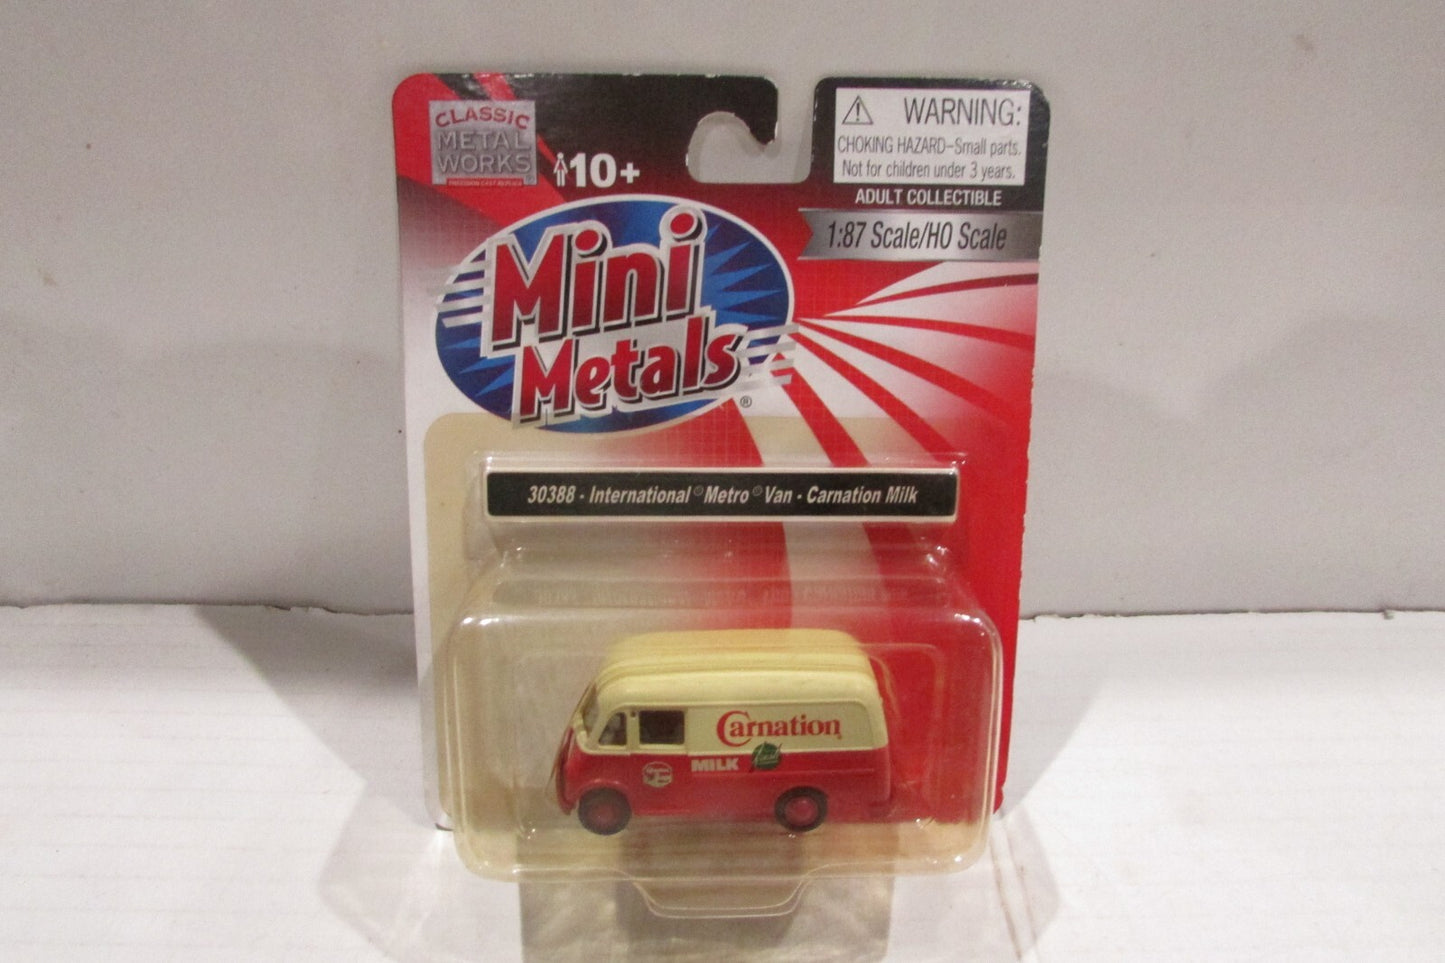 CLASSIC
METAL
WORKS®
10+
WARNING:
CHOKING HAZARD–Small parts.
Not for children under 3 years.
ADULT COLLECTIBLE
1:87 Scale/HO Scale
Mini
Metals®
30388 · International® Metro® Van · Carnation Milk
Carnation
MILK